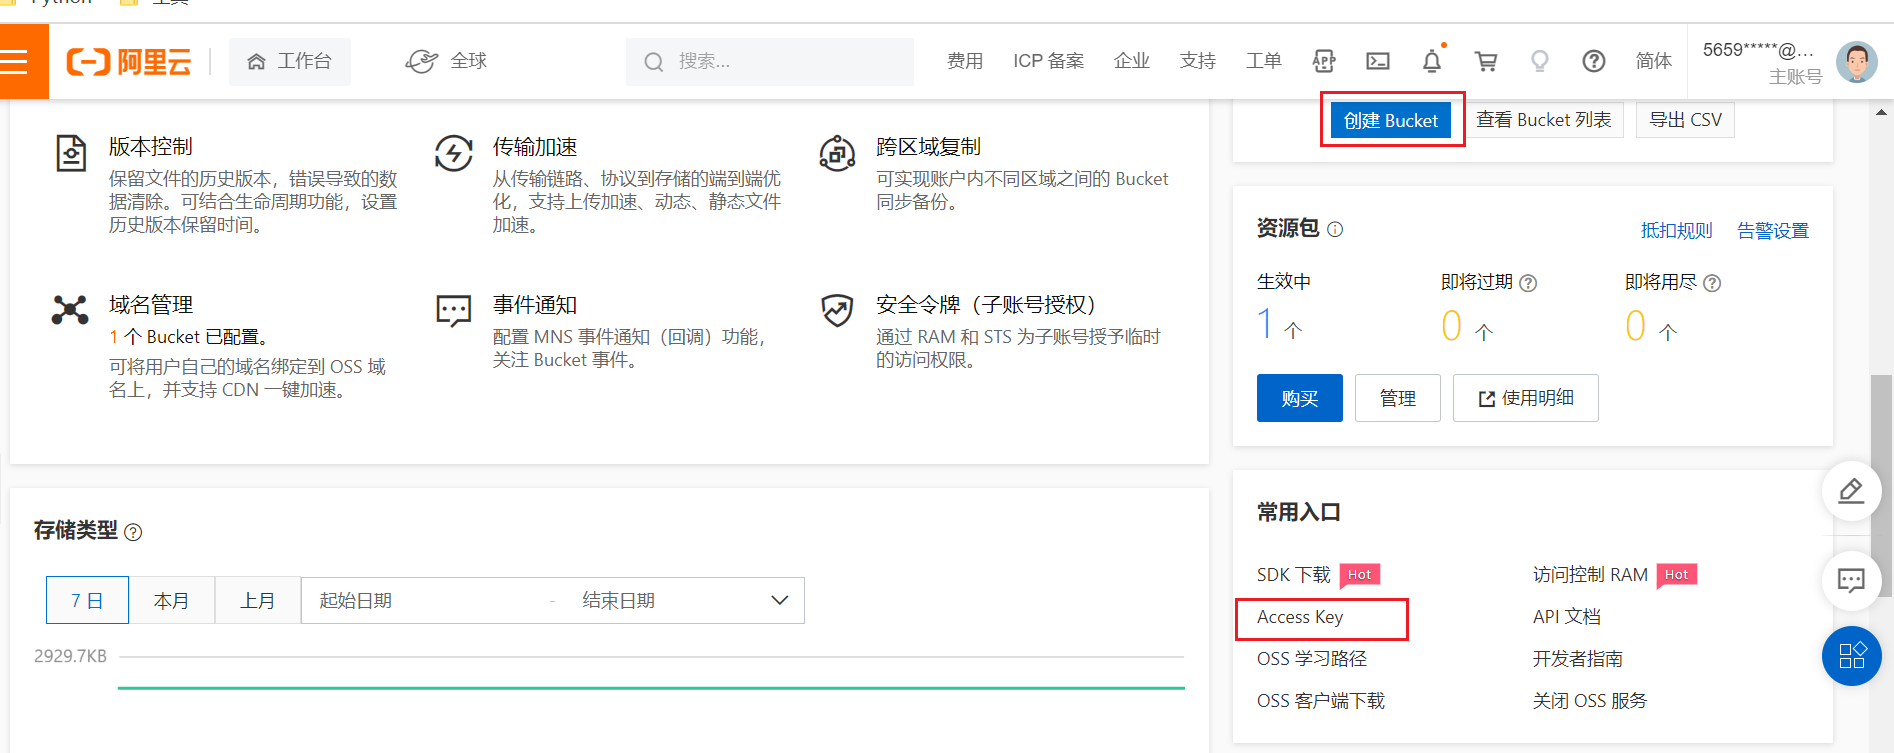 Python 工具
阿里云 工作台 全球 搜索... 费用 ICP 备案 企业 支持 工单 APP 简体 5659*****@...
主账号
创建 Bucket 查看 Bucket 列表 导出 CSV
版本控制
保留文件的历史版本，错误导致的数
据清除。可结合生命周期功能，设置
历史版本保留时间。
传输加速
从传输链路、协议到存储的端到端优
化，支持上传加速、动态、静态文件
加速。
跨区域复制
可实现账户内不同区域之间的 Bucket
同步备份。
域名管理
1 个 Bucket 已配置。
可将用户自己的域名绑定到 OSS 域
名上，并支持 CDN 一键加速。
事件通知
配置 MNS 事件通知（回调）功能，
关注 Bucket 事件。
安全令牌（子账号授权）
通过 RAM 和 STS 为子账号授予临时
的访问权限。
资源包 抵扣规则 告警设置
生效中 即将过期 即将用尽
1 个 0 个 0 个
购买 管理 使用明细
存储类型
7 日 本月 上月 起始日期 - 结束日期
2929.7KB
常用入口
SDK 下载 Hot 访问控制 RAM Hot
Access Key API 文档
OSS 学习路径 开发者指南
OSS 客户端下载 关闭 OSS 服务